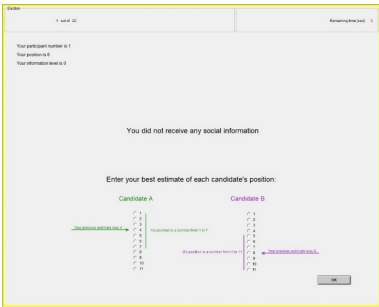 Election
4 out of 20
Remaining time [sec]: 0
Your participant number is 1
Your position is 8
Your information level is 0
You did not receive any social information
Enter your best estimate of each candidate's position:
Candidate A
Candidate B
1
2
3
4
5
6
7
8
9
10
11
Your previous estimate was 4
A's position is a number from 1 to 7
1
2
3
4
5
6
7
8
9
10
11
B's position is a number from 5 to 11
Your previous estimate was 8
OK